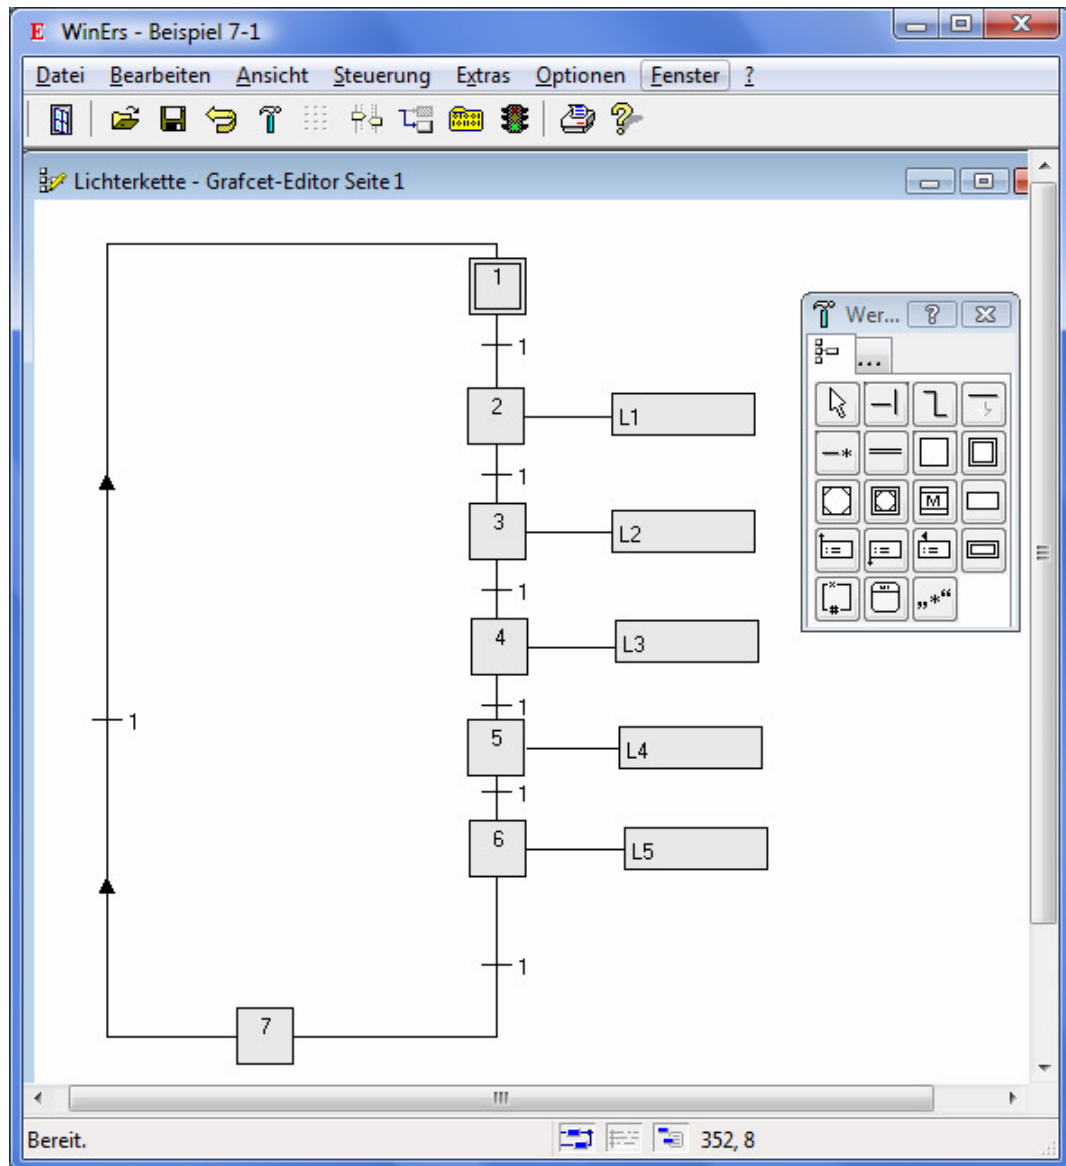 E WinErs - Beispiel 7-1
Datei Bearbeiten Ansicht Steuerung Extras Optionen Fenster ?
Lichterkette - Grafcet-Editor Seite 1
1
Wer...
1
...
2 L1
1
3 L2
1
M
:= := :=
* # „*“
4 L3
1
1
5 L4
1
6 L5
1
7
Bereit. 352, 8